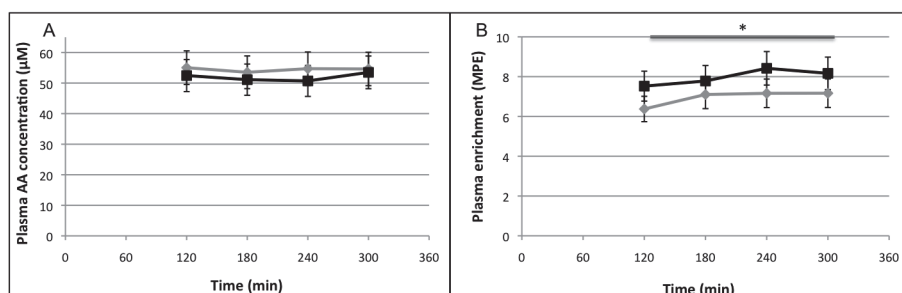 A
Plasma AA concentration (μM)
60
50
40
30
20
10
0
0 60 120 180 240 300 360
Time (min)
B
*
Plasma enrichment (MPE)
10
8
6
4
2
0
0 60 120 180 240 300 360
Time (min)